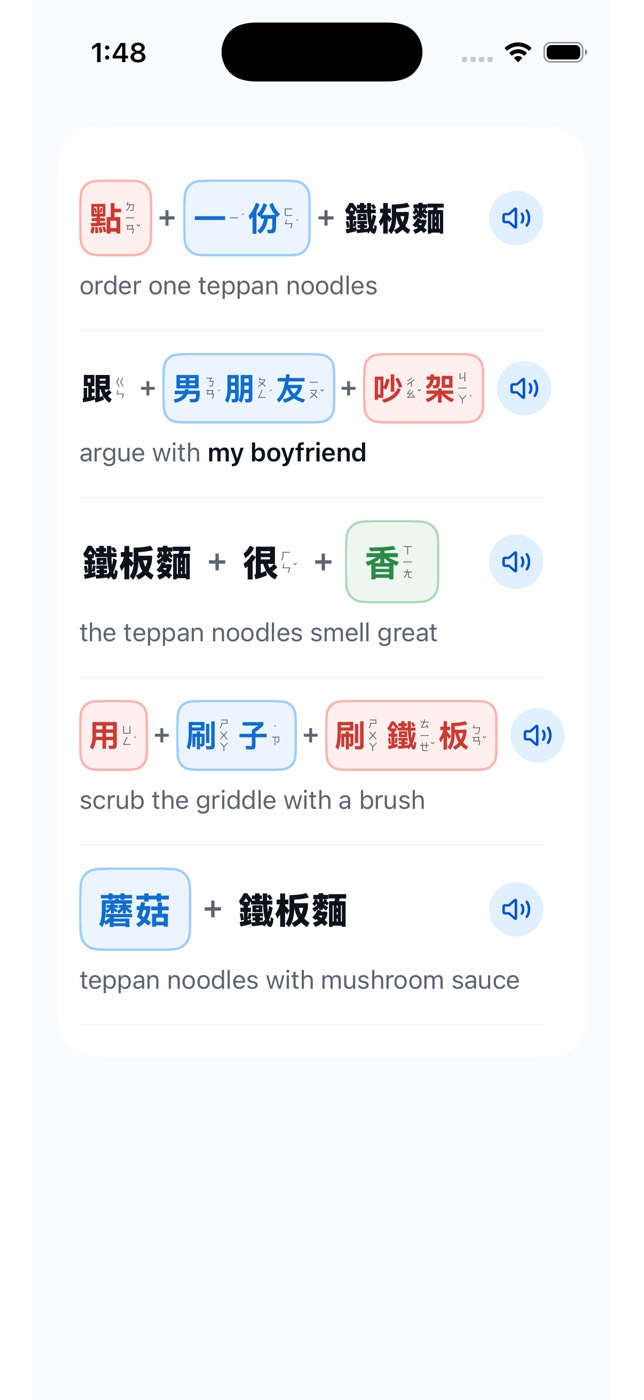 1:48
點ㄉㄧㄢˇ + 一ㄧˊ份ㄈㄣˋ + 鐵板麵
order one teppan noodles
跟ㄍㄣ + 男ㄋㄢˊ朋ㄆㄥˊ友ㄧㄡˇ + 吵ㄔㄠˇ架ㄐㄧㄚˋ
argue with my boyfriend
鐵板麵 + 很ㄏㄣˇ + 香ㄒㄧㄤ
the teppan noodles smell great
用ㄩㄥˋ + 刷ㄕㄨㄚ子˙ㄗ + 刷ㄕㄨㄚ鐵ㄊㄧㄝˇ板ㄅㄢˇ
scrub the griddle with a brush
蘑菇 + 鐵板麵
teppan noodles with mushroom sauce